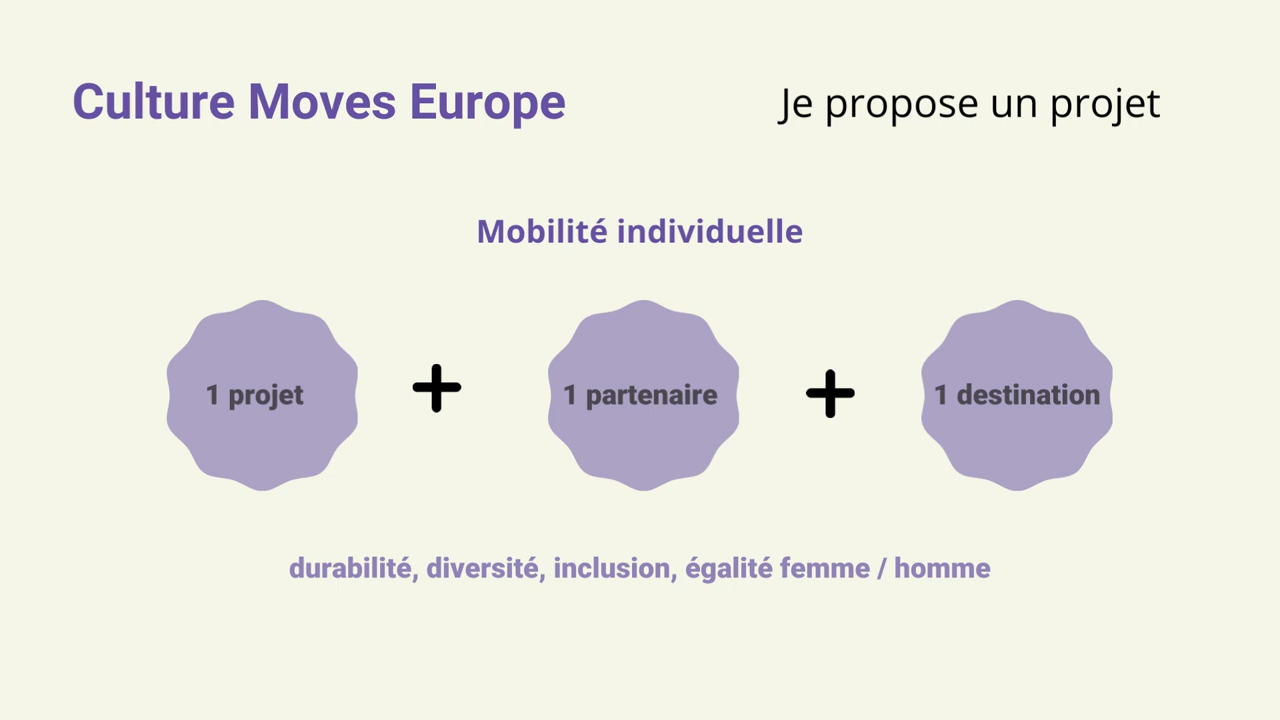 Culture Moves Europe
Je propose un projet
Mobilité individuelle
1 projet
+
1 partenaire
+
1 destination
durabilité, diversité, inclusion, égalité femme / homme